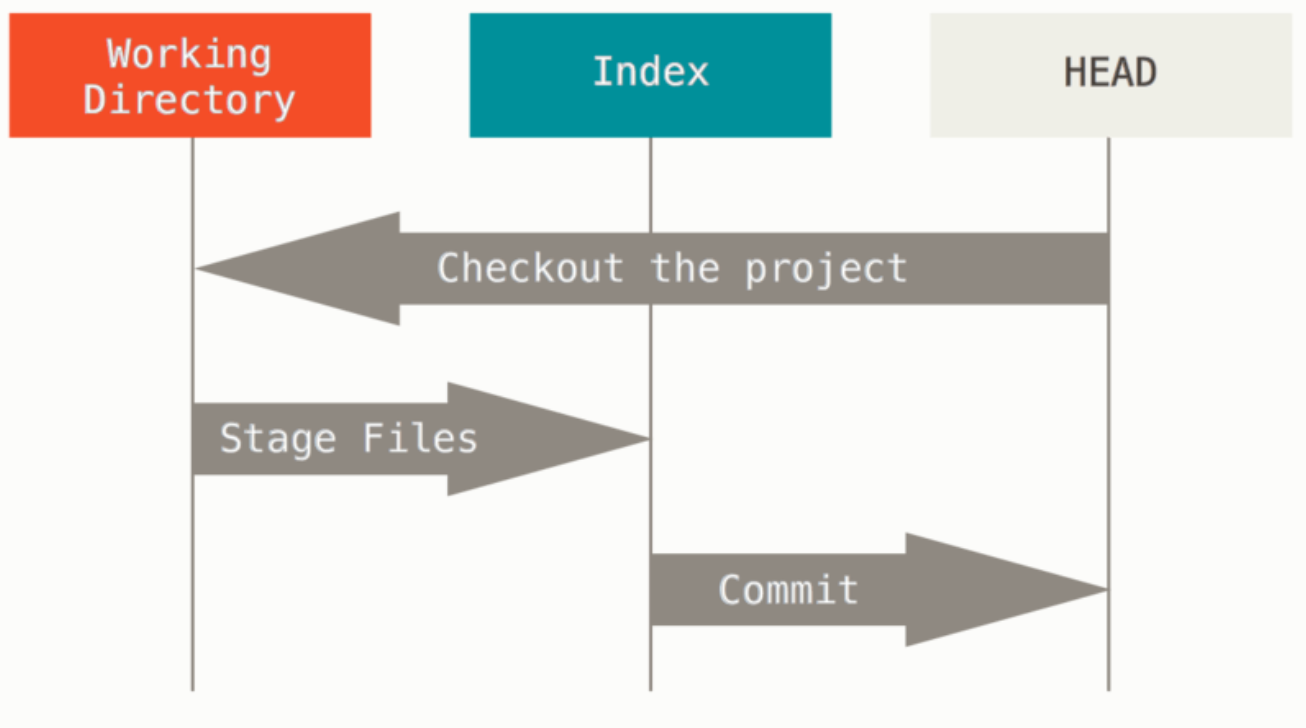 Working
Directory
Index
HEAD
Checkout the project
Stage Files
Commit